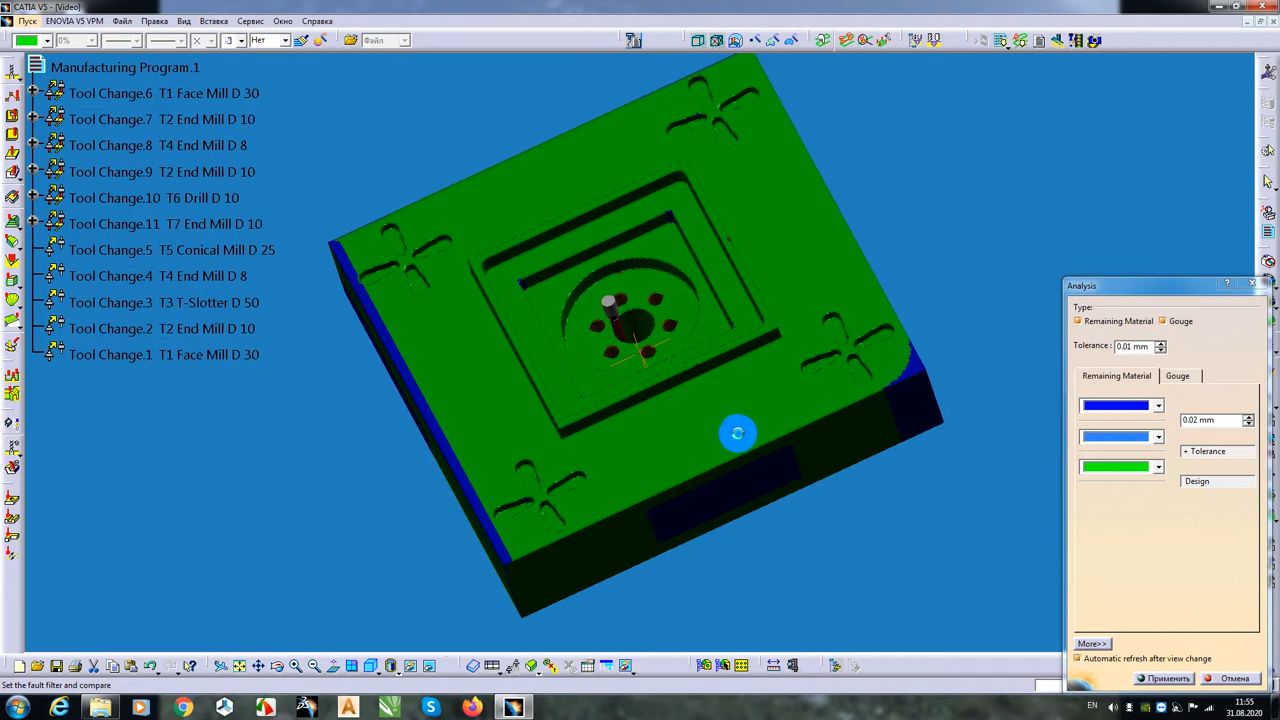 CATIA V5 - [Video]
Пуск ENOVIA V5 VPM Файл Правка Вид Вставка Сервис Окно Справка
0% 3 Нет Файл
Manufacturing Program.1
Tool Change.6 T1 Face Mill D 30
Tool Change.7 T2 End Mill D 10
Tool Change.8 T4 End Mill D 8
Tool Change.9 T2 End Mill D 10
Tool Change.10 T6 Drill D 10
Tool Change.11 T7 End Mill D 10
Tool Change.5 T5 Conical Mill D 25
Tool Change.4 T4 End Mill D 8
Tool Change.3 T3 T-Slotter D 50
Tool Change.2 T2 End Mill D 10
Tool Change.1 T1 Face Mill D 30
Analysis
Type:
Remaining Material Gouge
Tolerance : 0.01 mm
Remaining Material Gouge
0.02 mm
+ Tolerance
Design
More>>
Automatic refresh after view change
Применить Отмена
Set the fault filter and compare
EN 11:55
31.08.2020